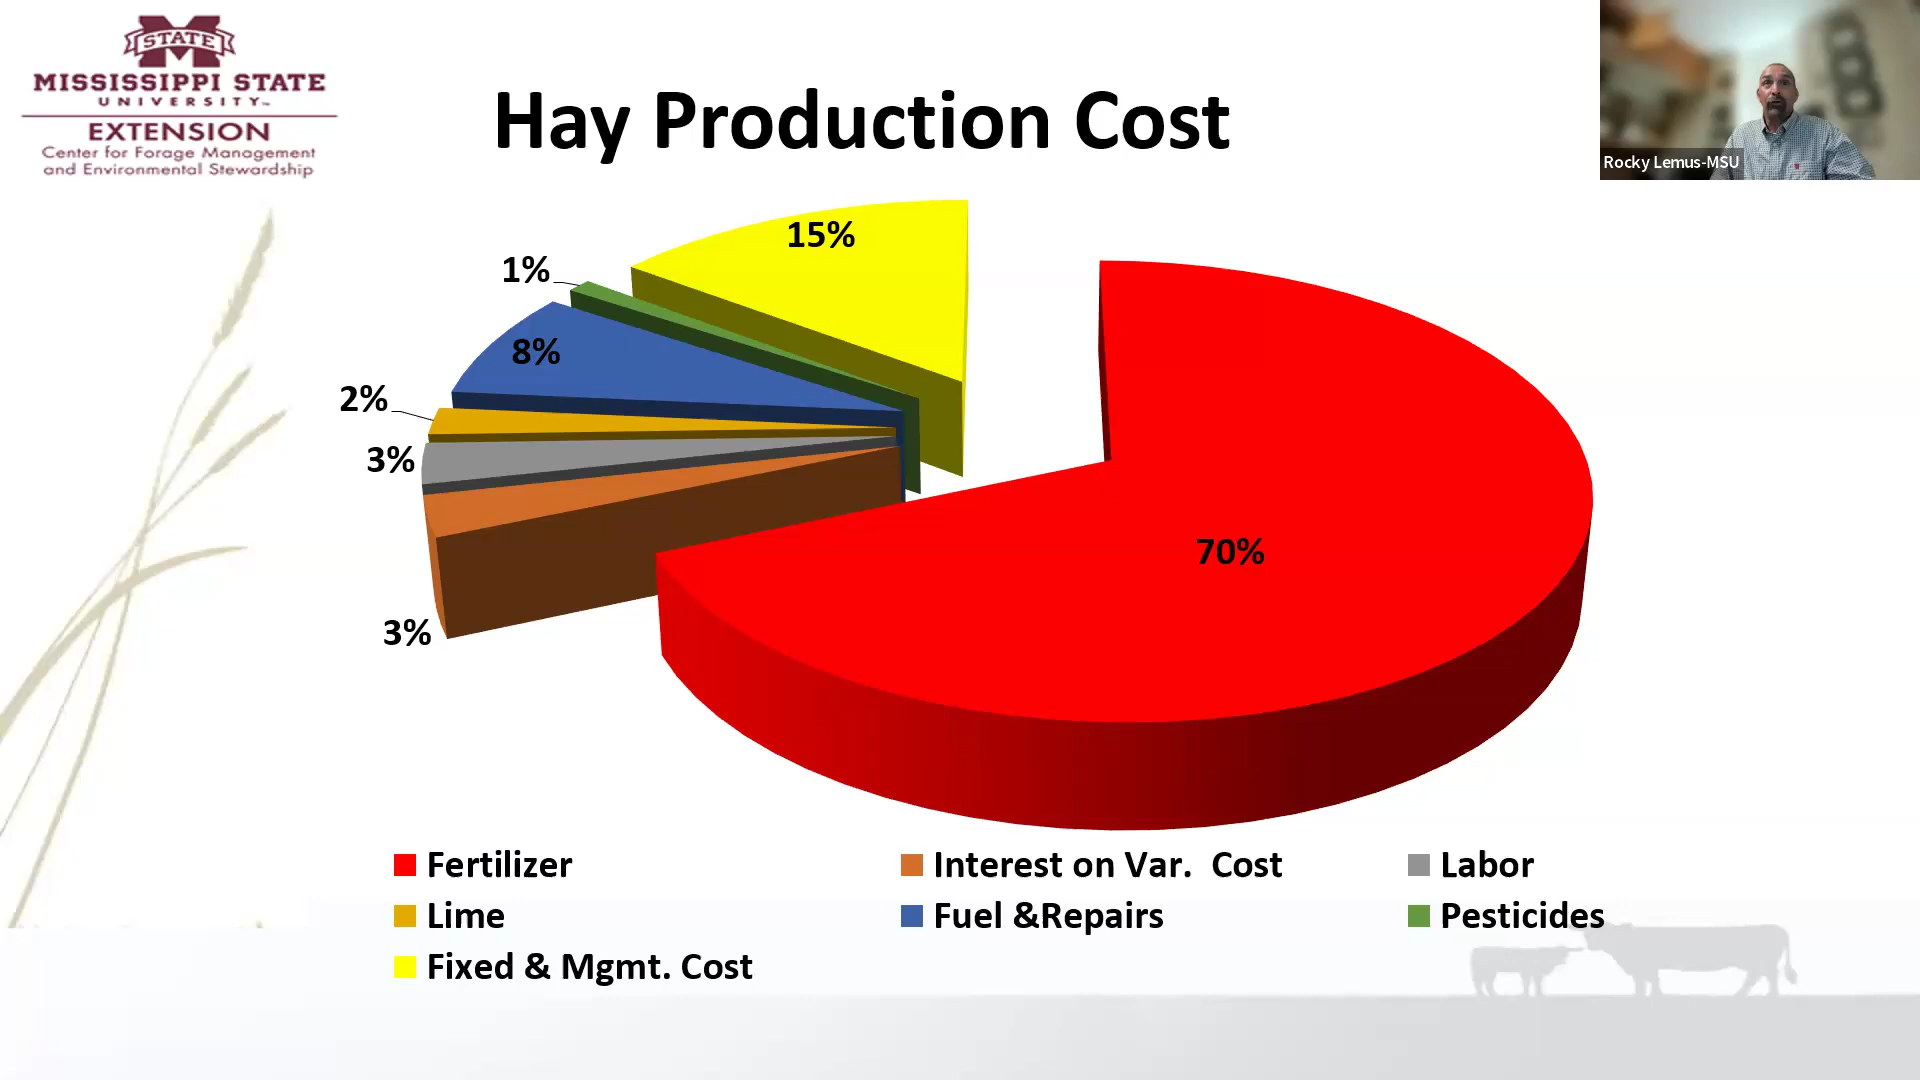 STATE
MISSISSIPPI STATE
UNIVERSITY™
EXTENSION
Center for Forage Management
and Environmental Stewardship
Hay Production Cost
Rocky Lemus-MSU
15%
1%
8%
2%
3%
70%
3%
Fertilizer
Interest on Var. Cost
Labor
Lime
Fuel &Repairs
Pesticides
Fixed & Mgmt. Cost